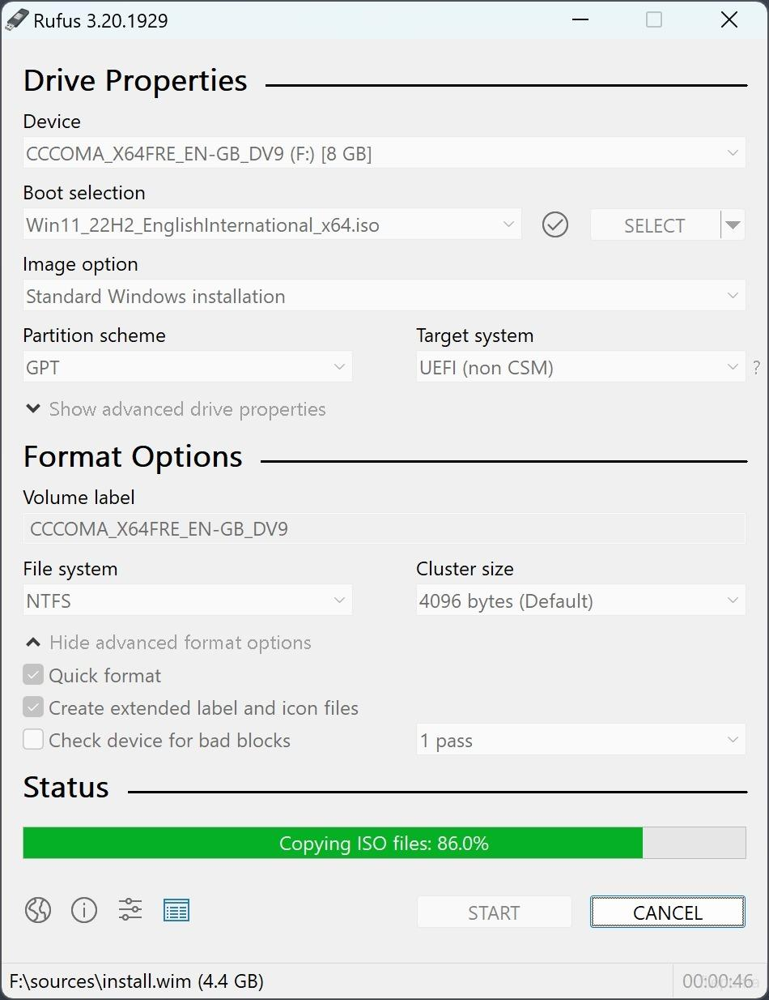 Rufus 3.20.1929
Drive Properties
Device
CCCOMA_X64FRE_EN-GB_DV9 (F:) [8 GB]
Boot selection
Win11_22H2_EnglishInternational_x64.iso
SELECT
Image option
Standard Windows installation
Partition scheme
Target system
GPT
UEFI (non CSM)
?
Show advanced drive properties
Format Options
Volume label
CCCOMA_X64FRE_EN-GB_DV9
File system
Cluster size
NTFS
4096 bytes (Default)
Hide advanced format options
Quick format
Create extended label and icon files
Check device for bad blocks
1 pass
Status
Copying ISO files: 86.0%
START
CANCEL
F:\sources\install.wim (4.4 GB)
00:00:46